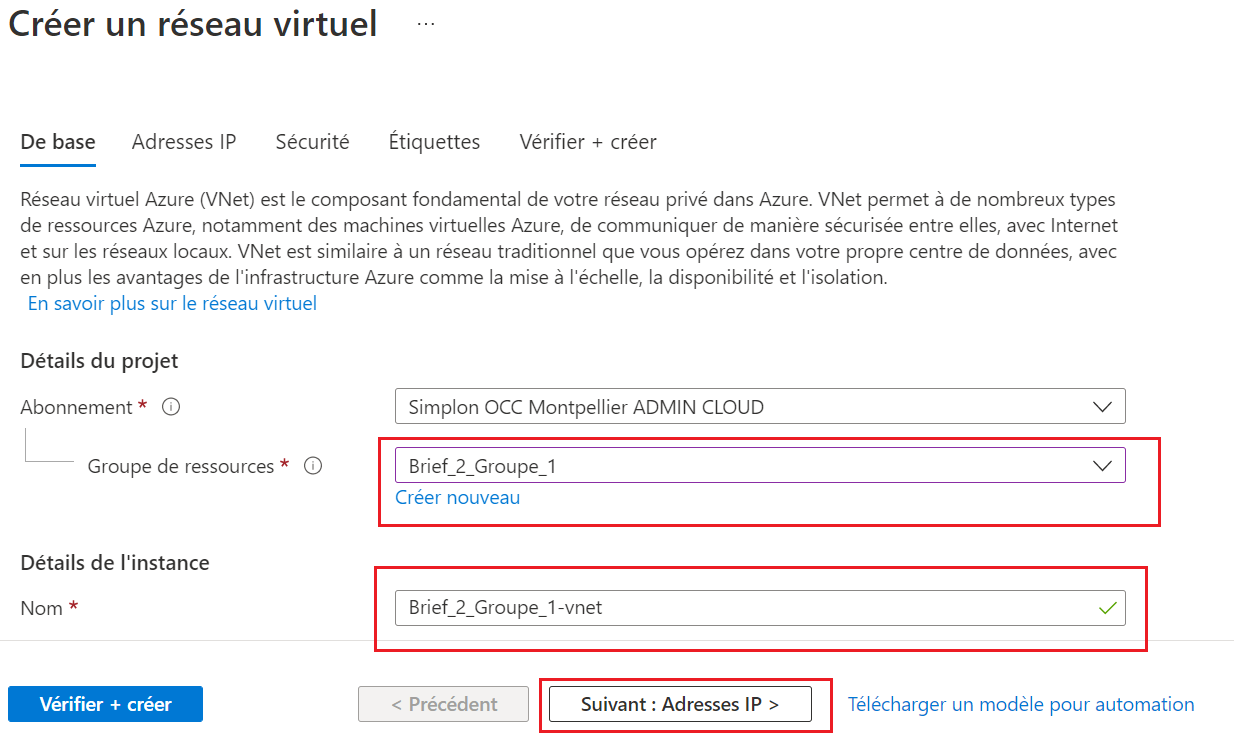 Créer un réseau virtuel ...
De base Adresses IP Sécurité Étiquettes Vérifier + créer
Réseau virtuel Azure (VNet) est le composant fondamental de votre réseau privé dans Azure. VNet permet à de nombreux types
de ressources Azure, notamment des machines virtuelles Azure, de communiquer de manière sécurisée entre elles, avec Internet
et sur les réseaux locaux. VNet est similaire à un réseau traditionnel que vous opérez dans votre propre centre de données, avec
en plus les avantages de l'infrastructure Azure comme la mise à l'échelle, la disponibilité et l'isolation.
En savoir plus sur le réseau virtuel
Détails du projet
Abonnement * Simplon OCC Montpellier ADMIN CLOUD
Groupe de ressources * Brief_2_Groupe_1
Créer nouveau
Détails de l'instance
Nom * Brief_2_Groupe_1-vnet
Vérifier + créer < Précédent Suivant : Adresses IP > Télécharger un modèle pour automation